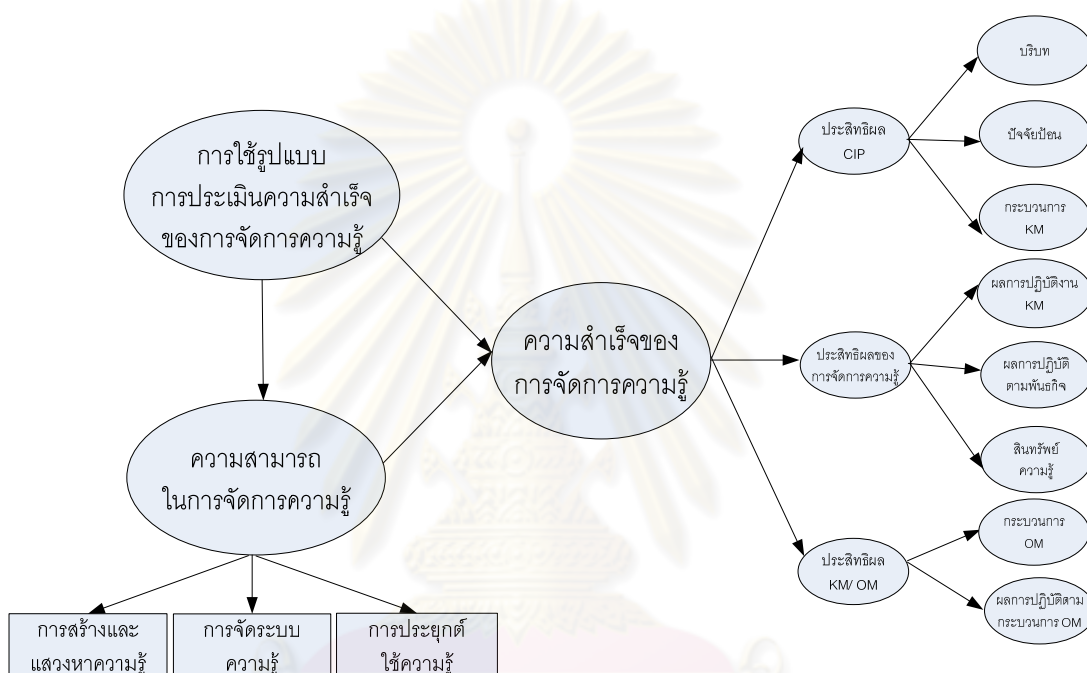 การใช้รูปแบบ
การประเมินความสำเร็จ
ของการจัดการความรู้
ความสามารถ
ในการจัดการความรู้
การสร้างและ
แสวงหาความรู้
การจัดระบบ
ความรู้
การประยุกต์
ใช้ความรู้
ความสำเร็จของ
การจัดการความรู้
ประสิทธิผล
CIP
บริบท
ปัจจัยป้อน
กระบวนการ
KM
ประสิทธิผลของ
การจัดการความรู้
ผลการปฏิบัติงาน
KM
ผลการปฏิบัติ
ตามพันธกิจ
สินทรัพย์
ความรู้
ประสิทธิผล
KM/ OM
กระบวนการ
OM
ผลการปฏิบัติตาม
กระบวนการ OM